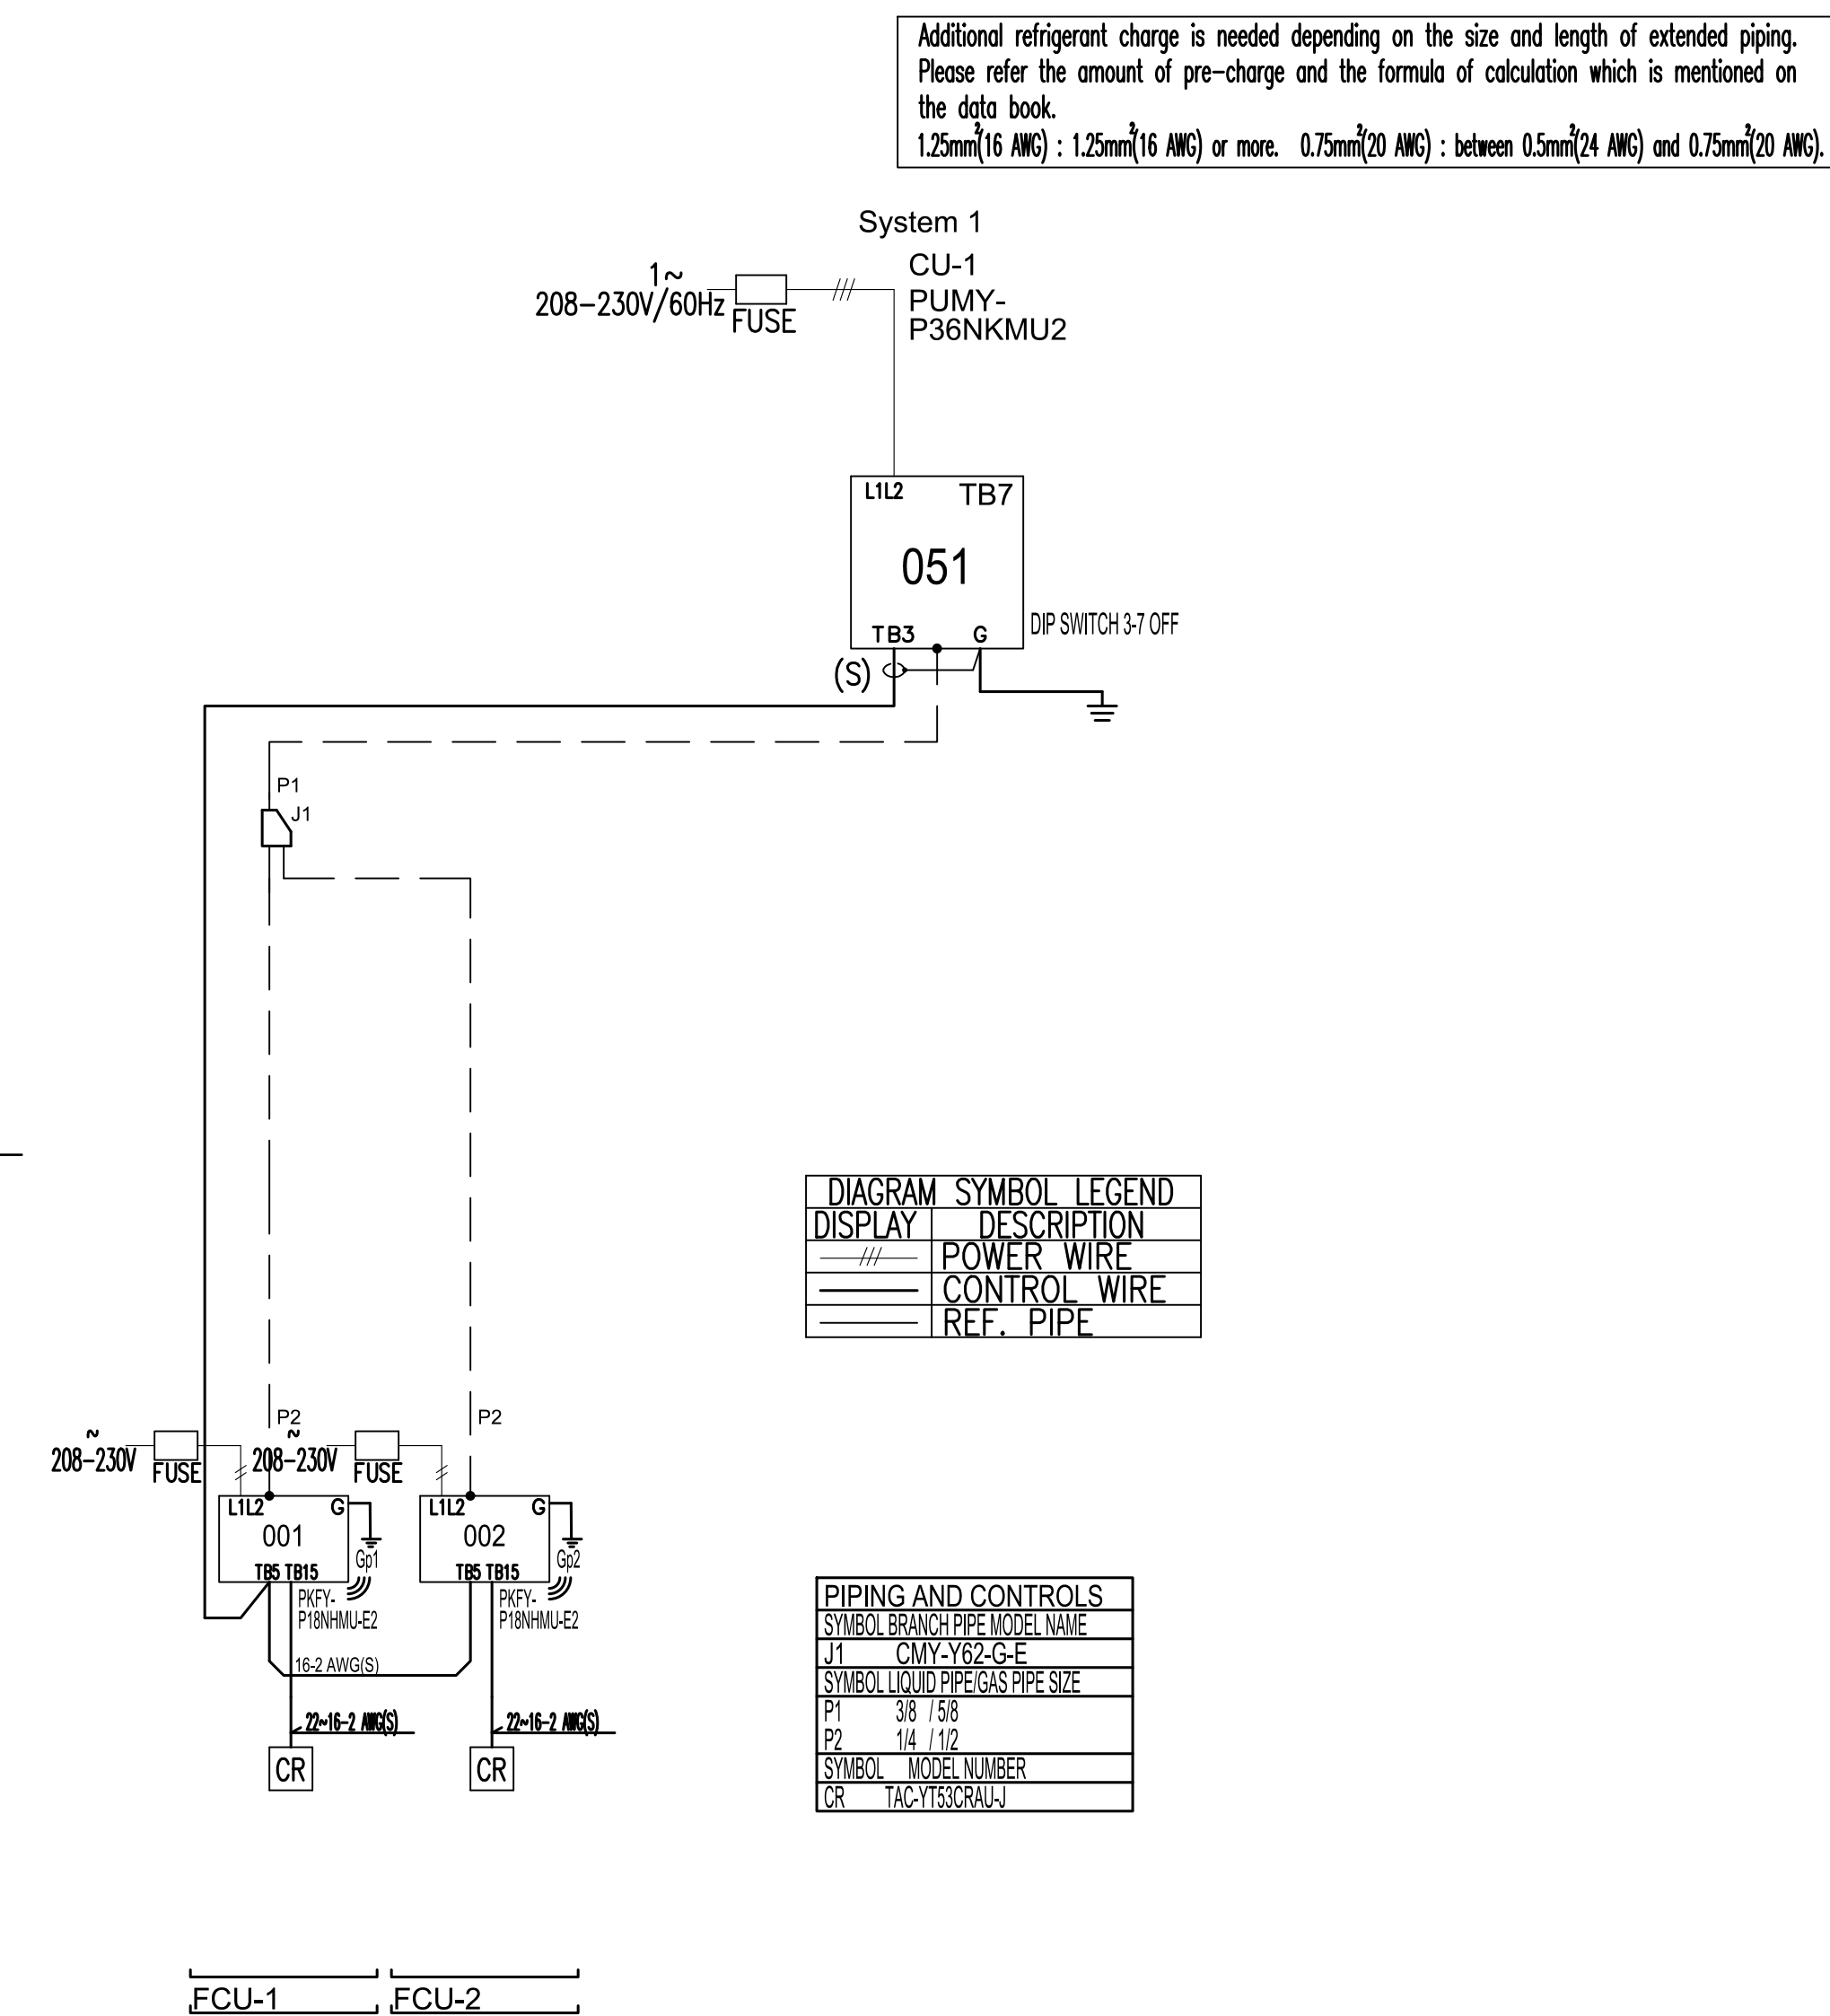 Additional refrigerant charge is needed depending on the size and length of extended piping.
Please refer the amount of pre-charge and the formula of calculation which is mentioned on
the data book.
1.25mm²(16 AWG) : 1.25mm²(16 AWG) or more. 0.75mm²(20 AWG) : between 0.5mm²(24 AWG) and 0.75mm²(20 AWG).
System 1
CU-1
PUMY-
P36NKMU2
1~
208-230V/60Hz
FUSE
L1L2 TB7
051
TB3 G
DIP SWITCH 3-7 OFF
(S)
P1
J1
DIAGRAM SYMBOL LEGEND
DISPLAY DESCRIPTION
POWER WIRE
CONTROL WIRE
REF. PIPE
P2
P2
~
208-230V
FUSE
~
208-230V
FUSE
L1L2 G
001
TB5 TB15
Gp1
PKFY-
P18NHMU-E2
L1L2 G
002
TB5 TB15
Gp2
PKFY-
P18NHMU-E2
16-2 AWG(S)
22~16-2 AWG(S)
22~16-2 AWG(S)
CR
CR
PIPING AND CONTROLS
SYMBOL BRANCH PIPE MODEL NAME
J1 CMY-Y62-G-E
SYMBOL LIQUID PIPE/GAS PIPE SIZE
P1 3/8 / 5/8
P2 1/4 / 1/2
SYMBOL MODEL NUMBER
CR TAC-YT53CRAU-J
FCU-1
FCU-2